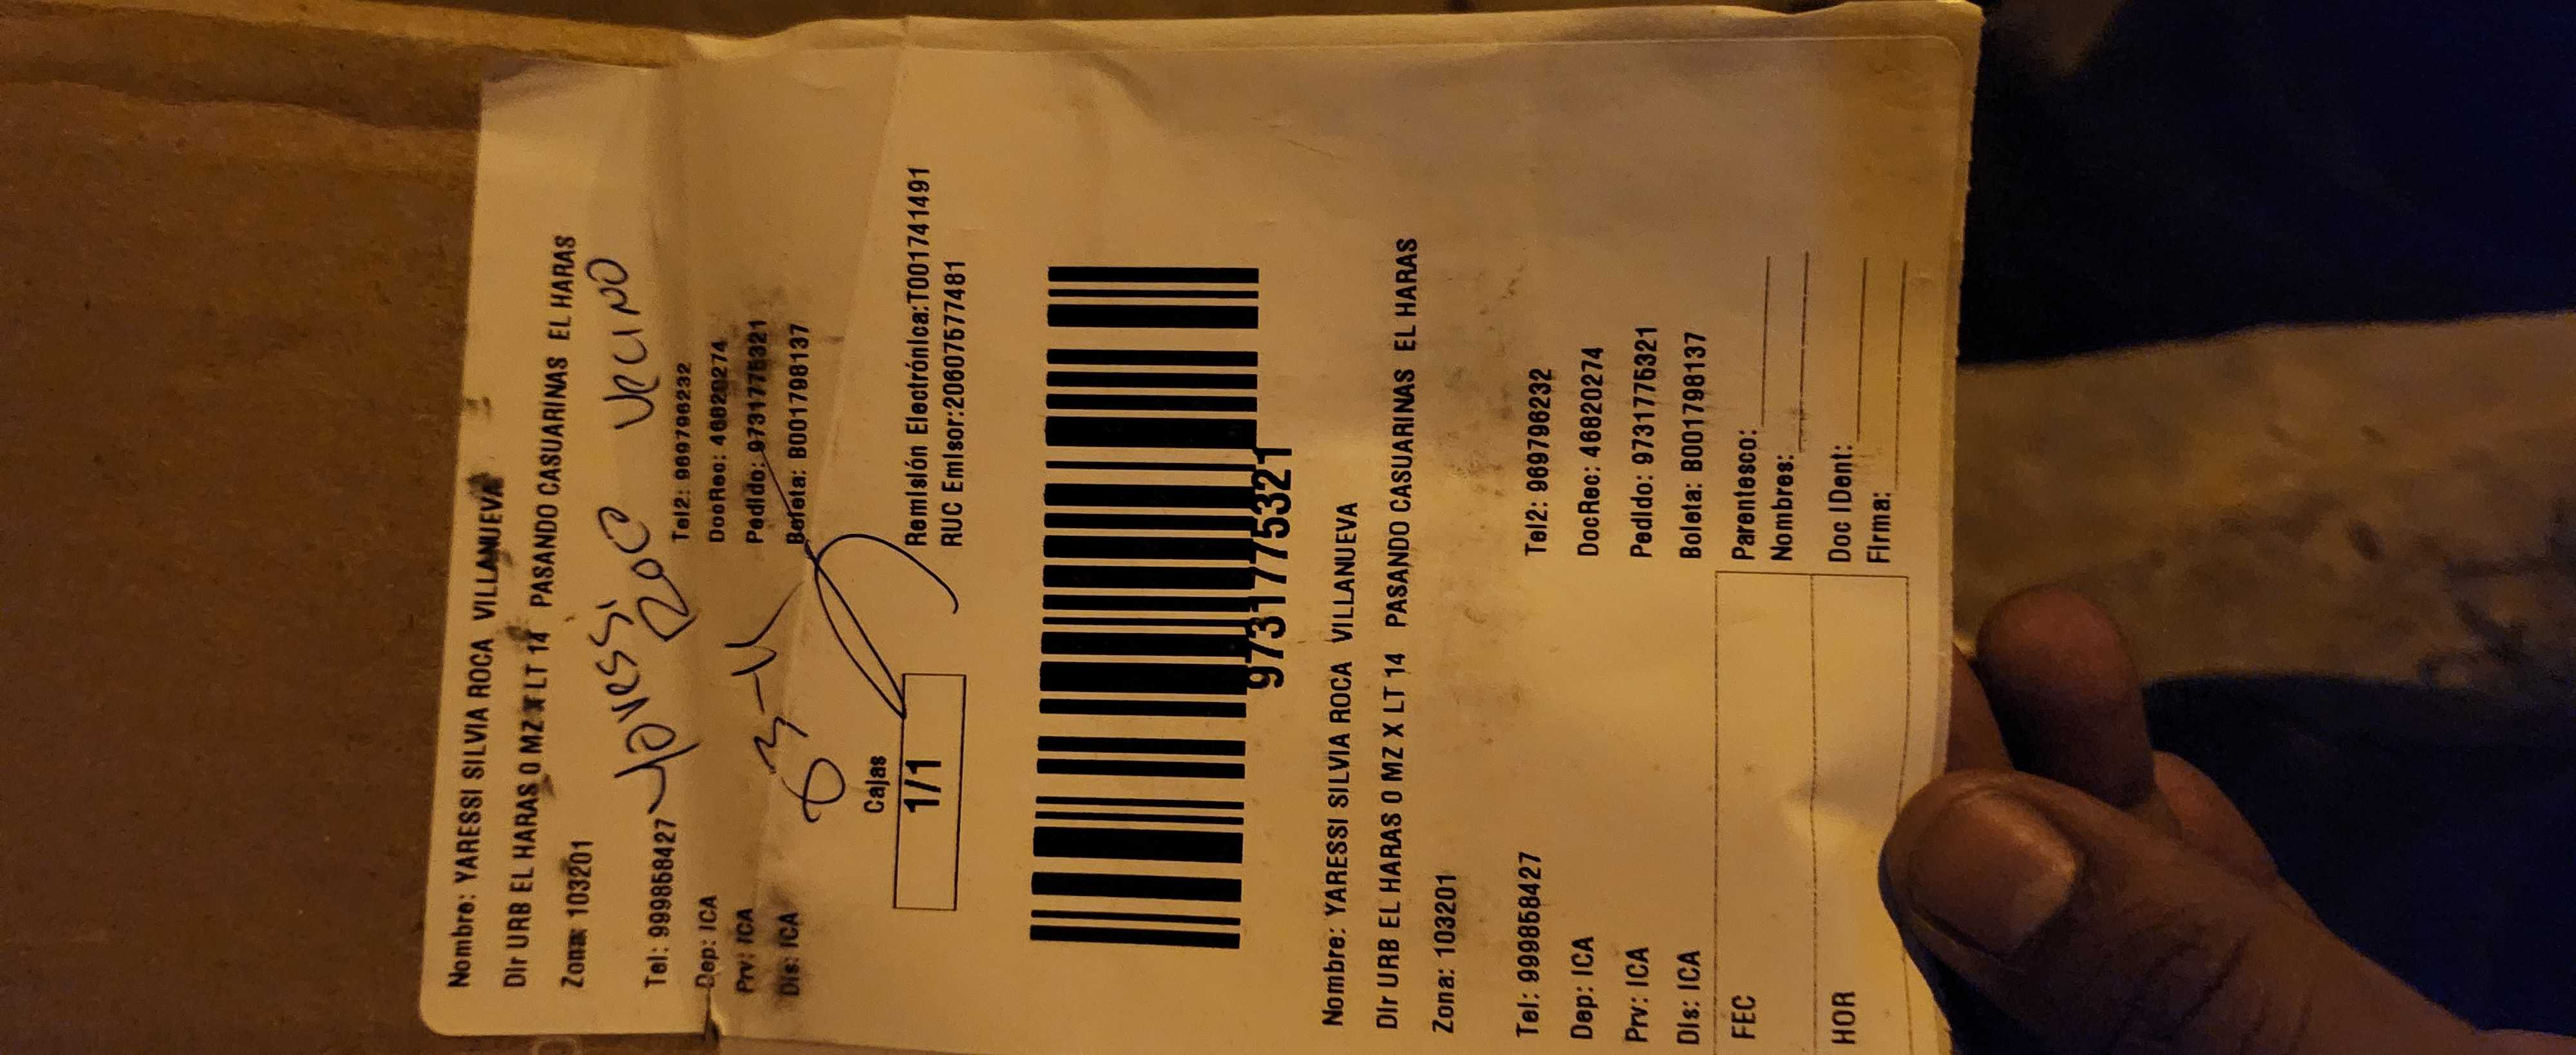 Nombre: YARESSI SILVIA ROCA VILLANUEVA
Dir URB EL HARAS 0 MZ X LT 14 PASANDO CASUARINAS EL HARAS
Zona: 103201
Tel: 999858427
Tel2: 969796232
Dep: ICA
DocRec: 46820274
Prv: ICA
Pedido: 9731775321
Dis: ICA
Boleta: B001798137
Cajas
1/1
Remisión Electrónica:T001741491
RUC Emisor:20607577481
9731775321
Nombre: YARESSI SILVIA ROCA VILLANUEVA
Dir URB EL HARAS 0 MZ X LT 14 PASANDO CASUARINAS EL HARAS
Zona: 103201
Tel: 999858427
Tel2: 969796232
Dep: ICA
DocRec: 46820274
Prv: ICA
Pedido: 9731775321
Dis: ICA
Boleta: B001798137
FEC
Parentesco:
Nombres:
HOR
Doc IDent:
Firma: